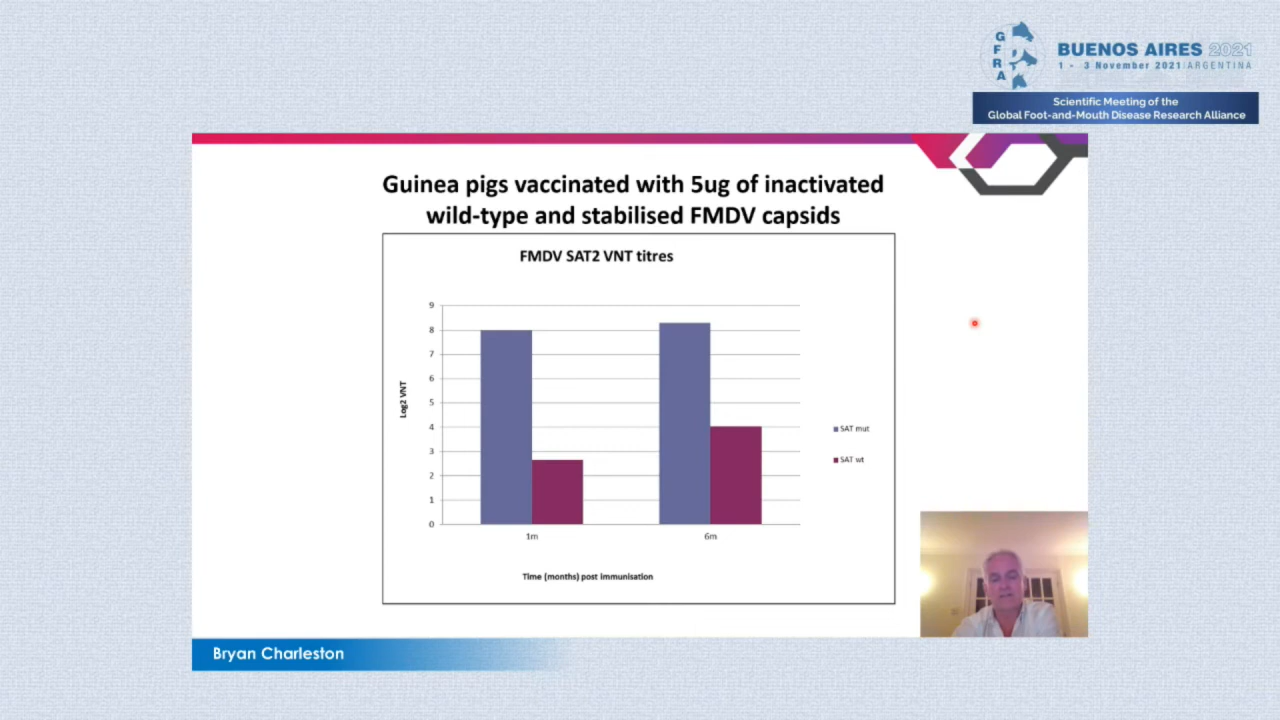 G
F
R
A
BUENOS AIRES 2021
1 - 3 November 2021 ARGENTINA
Scientific Meeting of the
Global Foot-and-Mouth Disease Research Alliance
Guinea pigs vaccinated with 5ug of inactivated
wild-type and stabilised FMDV capsids
FMDV SAT2 VNT titres
9
8
7
6
5
4
3
2
1
0
Log2 VNT
1m
6m
Time (months) post immunisation
SAT mut
SAT wt
Bryan Charleston